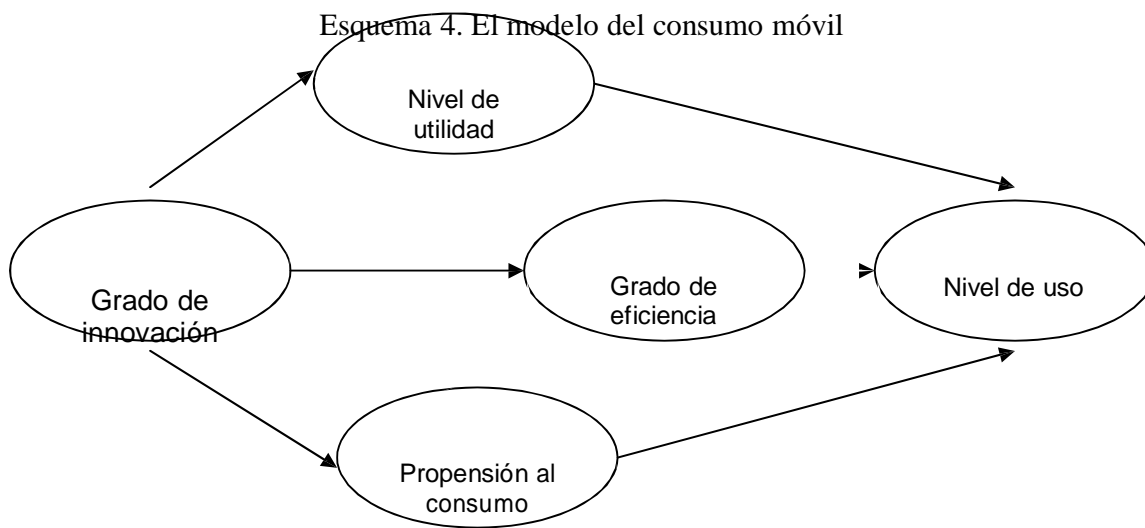 Esquema 4. El modelo del consumo móvil
Nivel de
utilidad
Grado de
innovación
Grado de
eficiencia
Nivel de uso
Propensión al
consumo